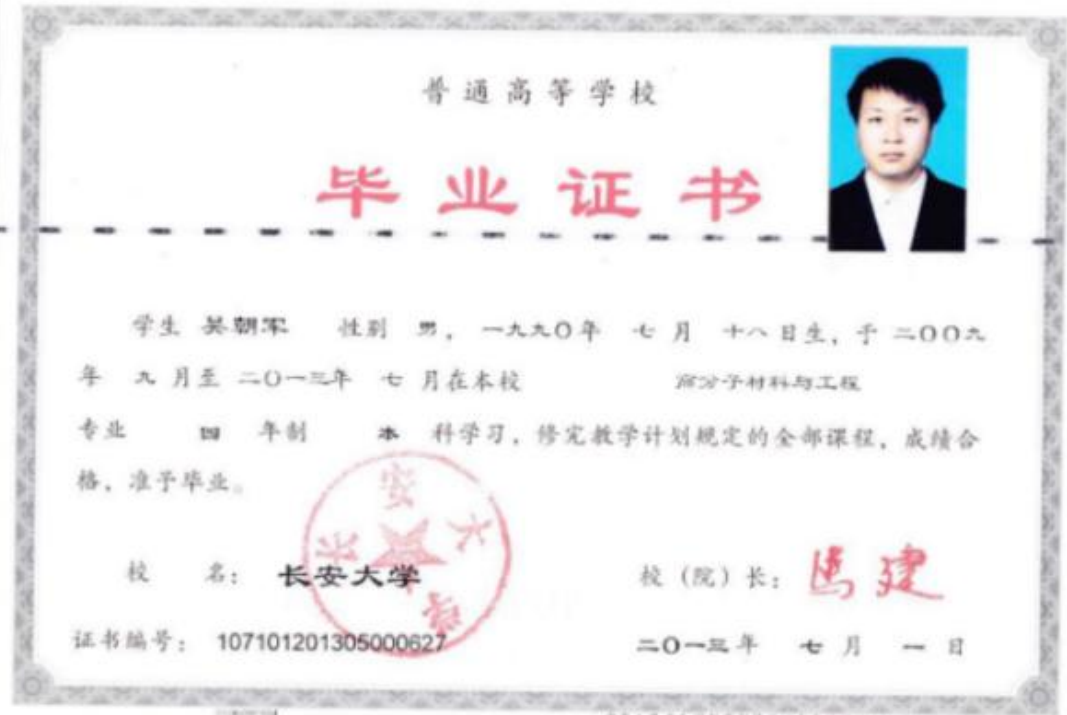 普通高等学校
毕业证书
学生 吴朝军 性别 男，一九九〇年 七 月 十八日生，于 二〇〇九
年 九 月至 二〇一三年 七 月在本校 高分子材料与工程
专业 四 年制 本 科学习，修完教学计划规定的全部课程，成绩合
格，准予毕业。
长安大学
校 名： 长安大学 校（院）长： 马建
证书编号： 107101201305000627 二〇一三年 七 月 一 日